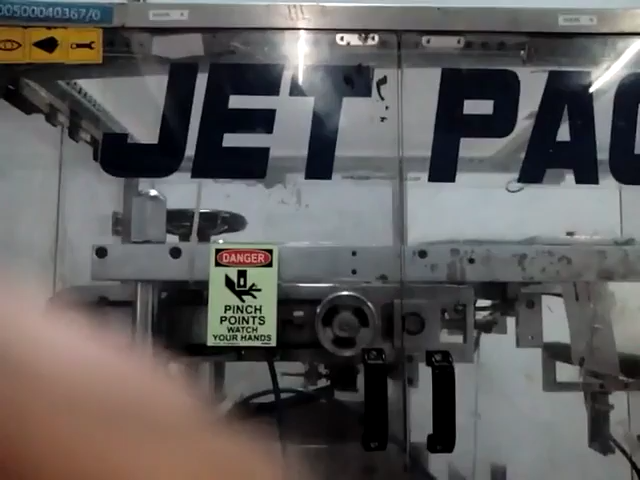 00500040367/0
JET PAC
DANGER
PINCH
POINTS
WATCH
YOUR HANDS